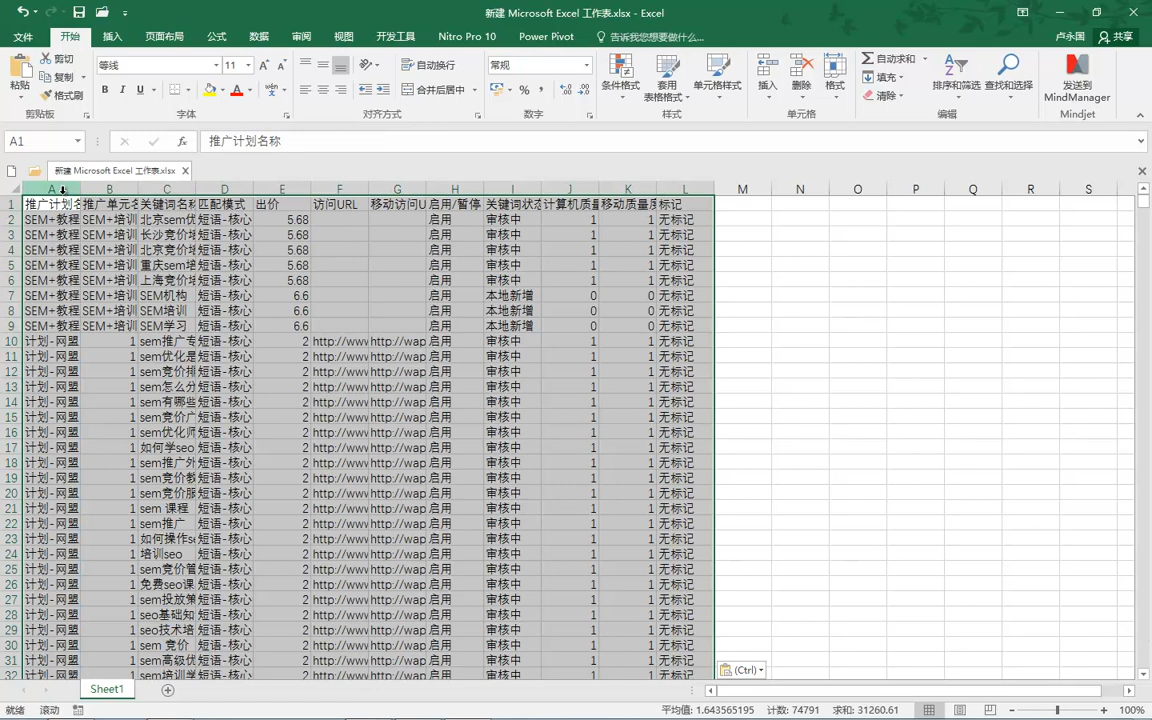 新建 Microsoft Excel 工作表.xlsx - Excel
文件 开始 插入 页面布局 公式 数据 审阅 视图 开发工具 Nitro Pro 10 Power Pivot 告诉我您想要做什么... 卢永国 共享
粘贴 剪切 复制 格式刷 等线 11 自动换行 合并后居中 常规 条件格式 套用 表格格式 单元格样式 插入 删除 格式 自动求和 填充 清除 排序和筛选 查找和选择 发送到 MindManager
剪贴板 字体 对齐方式 数字 样式 单元格 编辑 Mindjet
A1 推广计划名称
新建 Microsoft Excel 工作表.xlsx
A B C D E F G H I J K L M N O P Q R S
1 推广计划名 推广单元名 关键词名称 匹配模式 出价 访问URL 移动访问U 启用/暂停 关键词状态 计算机质量 移动质量度 标记
2 SEM+教程 SEM+培训 北京sem优 短语-核心 5.68 启用 审核中 1 1 无标记
3 SEM+教程 SEM+培训 长沙竞价培 短语-核心 5.68 启用 审核中 1 1 无标记
4 SEM+教程 SEM+培训 北京竞价培 短语-核心 5.68 启用 审核中 1 1 无标记
5 SEM+教程 SEM+培训 重庆sem培 短语-核心 5.68 启用 审核中 1 1 无标记
6 SEM+教程 SEM+培训 上海竞价培 短语-核心 5.68 启用 审核中 1 1 无标记
7 SEM+教程 SEM+培训 SEM机构 短语-核心 6.6 启用 本地新增 0 0 无标记
8 SEM+教程 SEM+培训 SEM培训 短语-核心 6.6 启用 本地新增 0 0 无标记
9 SEM+教程 SEM+培训 SEM学习 短语-核心 6.6 启用 本地新增 0 0 无标记
10 计划-网盟 1 sem推广专 短语-核心 2 http://www http://wap 启用 审核中 1 1 无标记
11 计划-网盟 1 sem优化是 短语-核心 2 http://www http://wap 启用 审核中 1 1 无标记
12 计划-网盟 1 sem竞价排 短语-核心 2 http://www http://wap 启用 审核中 1 1 无标记
13 计划-网盟 1 sem怎么分 短语-核心 2 http://www http://wap 启用 审核中 1 1 无标记
14 计划-网盟 1 sem有哪些 短语-核心 2 http://www http://wap 启用 审核中 1 1 无标记
15 计划-网盟 1 sem竞价广 短语-核心 2 http://www http://wap 启用 审核中 1 1 无标记
16 计划-网盟 1 sem优化师 短语-核心 2 http://www http://wap 启用 审核中 1 1 无标记
17 计划-网盟 1 如何学seo 短语-核心 2 http://www http://wap 启用 审核中 1 1 无标记
18 计划-网盟 1 sem推广外 短语-核心 2 http://www http://wap 启用 审核中 1 1 无标记
19 计划-网盟 1 sem竞价教 短语-核心 2 http://www http://wap 启用 审核中 1 1 无标记
20 计划-网盟 1 sem竞价服 短语-核心 2 http://www http://wap 启用 审核中 1 1 无标记
21 计划-网盟 1 sem 课程 短语-核心 2 http://www http://wap 启用 审核中 1 1 无标记
22 计划-网盟 1 sem推广 短语-核心 2 http://www http://wap 启用 审核中 1 1 无标记
23 计划-网盟 1 如何操作se 短语-核心 2 http://www http://wap 启用 审核中 1 1 无标记
24 计划-网盟 1 培训seo 短语-核心 2 http://www http://wap 启用 审核中 1 1 无标记
25 计划-网盟 1 sem竞价管 短语-核心 2 http://www http://wap 启用 审核中 1 1 无标记
26 计划-网盟 1 免费seo课 短语-核心 2 http://www http://wap 启用 审核中 1 1 无标记
27 计划-网盟 1 sem投放策 短语-核心 2 http://www http://wap 启用 审核中 1 1 无标记
28 计划-网盟 1 seo基础知 短语-核心 2 http://www http://wap 启用 审核中 1 1 无标记
29 计划-网盟 1 seo技术培 短语-核心 2 http://www http://wap 启用 审核中 1 1 无标记
30 计划-网盟 1 sem 竞价 短语-核心 2 http://www http://wap 启用 审核中 1 1 无标记
31 计划-网盟 1 sem高级优 短语-核心 2 http://www http://wap 启用 审核中 1 1 无标记
32 计划-网盟 1 sem培训学 短语-核心 2 http://www http://wap 启用 审核中 1 1 无标记
(Ctrl)
Sheet1
就绪 滚动 平均值: 1.643565195 计数: 74791 求和: 31260.61 100%